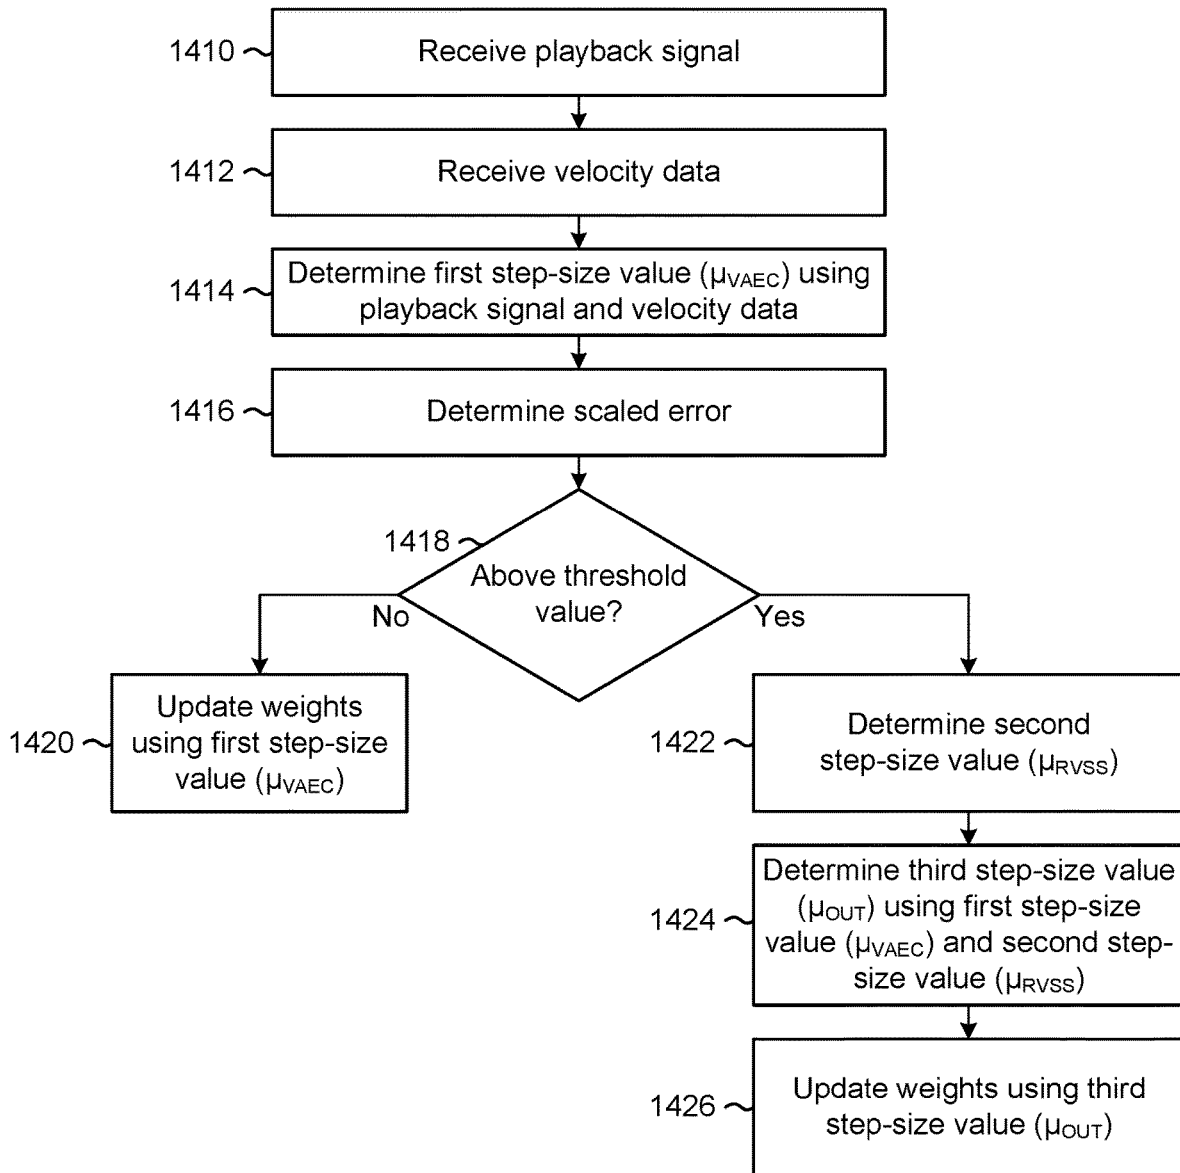 1410
Receive playback signal
1412
Receive velocity data
1414
Determine first step-size value (μVAEC) using
playback signal and velocity data
1416
Determine scaled error
1418
Above threshold
value?
No
Yes
1420
Update weights
using first step-size
value (μVAEC)
1422
Determine second
step-size value (μRVSS)
1424
Determine third step-size value
(μOUT) using first step-size
value (μVAEC) and second step-
size value (μRVSS)
1426
Update weights using third
step-size value (μOUT)